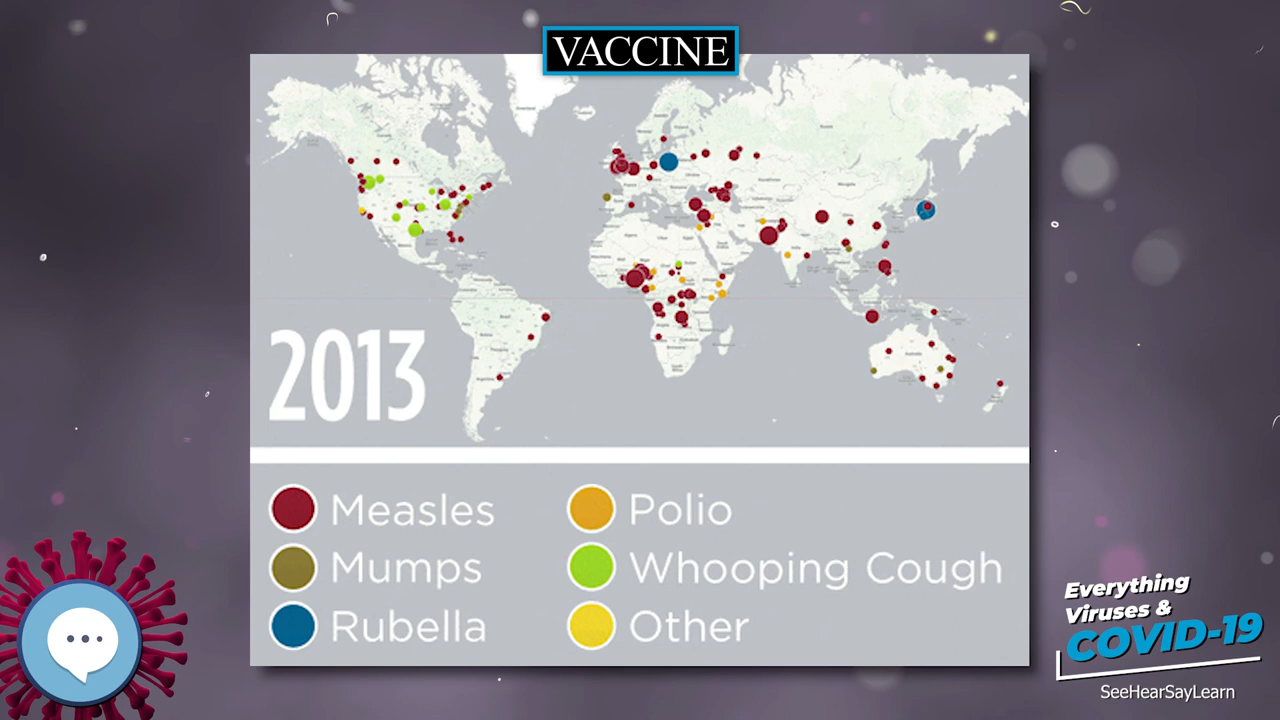 VACCINE
2013
Measles
Mumps
Rubella
Polio
Whooping Cough
Other
Everything
Viruses &
COVID-19
SeeHearSayLearn